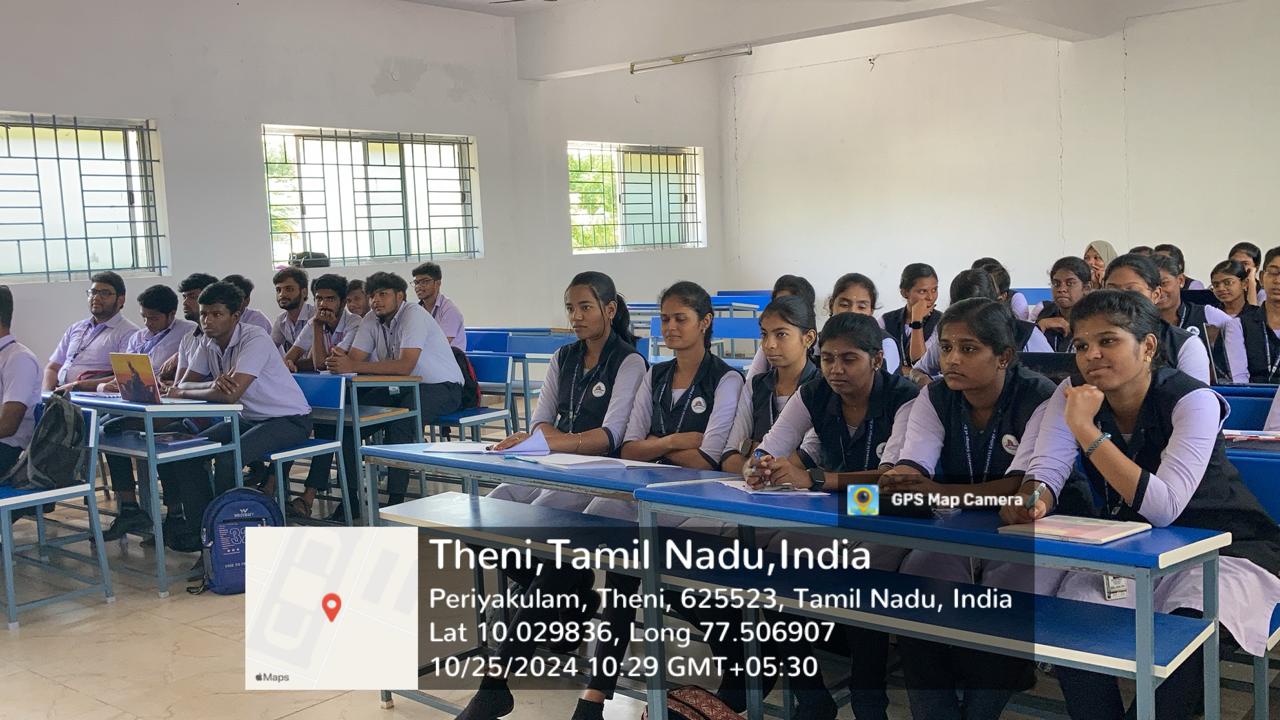 GPS Map Camera
Theni,Tamil Nadu,India
Periyakulam, Theni, 625523, Tamil Nadu, India
Lat 10.029836, Long 77.506907
10/25/2024 10:29 GMT+05:30
Maps